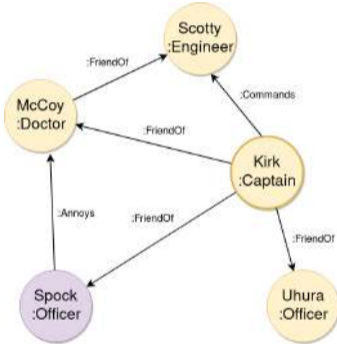 Scotty
:Engineer
:FriendOf
McCoy
:Doctor
:Commands
:FriendOf
Kirk
:Captain
:Annoys
:FriendOf
:FriendOf
Spock
:Officer
Uhura
:Officer